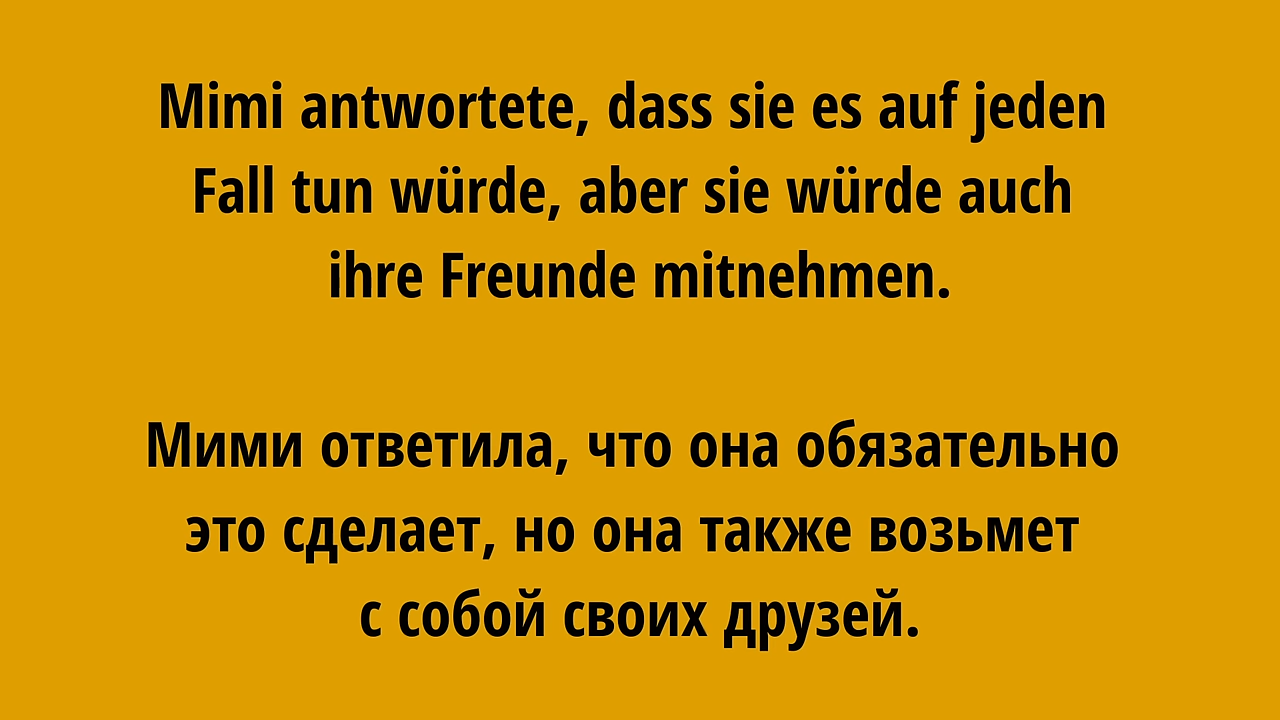 Mimi antwortete, dass sie es auf jeden
Fall tun würde, aber sie würde auch
ihre Freunde mitnehmen.
Мими ответила, что она обязательно
это сделает, но она также возьмет
с собой своих друзей.